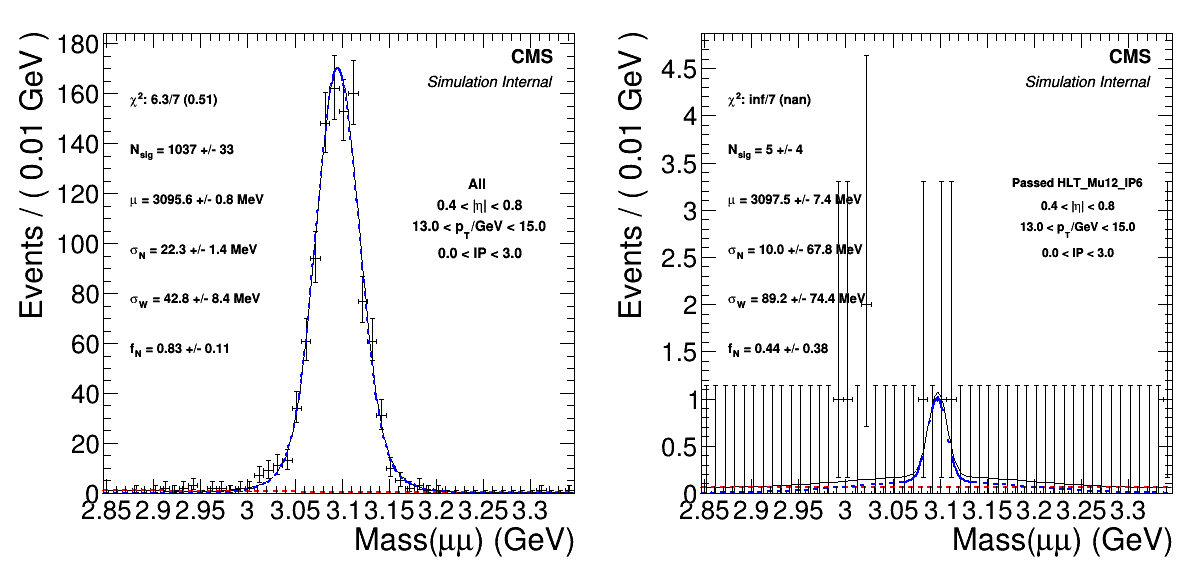 CMS
Simulation Internal
χ²: 6.3/7 (0.51)
N_sig = 1037 +/- 33
μ = 3095.6 +/- 0.8 MeV
σ_N = 22.3 +/- 1.4 MeV
σ_W = 42.8 +/- 8.4 MeV
f_N = 0.83 +/- 0.11
All
0.4 < |η| < 0.8
13.0 < p_T/GeV < 15.0
0.0 < IP < 3.0
Events / ( 0.01 GeV )
180
160
140
120
100
80
60
40
20
0
2.85 2.9 2.95 3 3.05 3.1 3.15 3.2 3.25 3.3
Mass(μμ) (GeV)
CMS
Simulation Internal
χ²: inf/7 (nan)
N_sig = 5 +/- 4
μ = 3097.5 +/- 7.4 MeV
σ_N = 10.0 +/- 67.8 MeV
σ_W = 89.2 +/- 74.4 MeV
f_N = 0.44 +/- 0.38
Passed HLT_Mu12_IP6
0.4 < |η| < 0.8
13.0 < p_T/GeV < 15.0
0.0 < IP < 3.0
Events / ( 0.01 GeV )
4.5
4
3.5
3
2.5
2
1.5
1
0.5
0
2.85 2.9 2.95 3 3.05 3.1 3.15 3.2 3.25 3.3
Mass(μμ) (GeV)